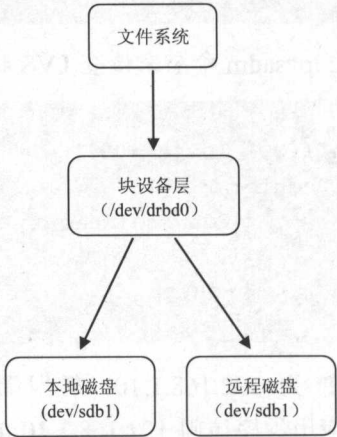 文件系统
块设备层
（/dev/drbd0）
本地磁盘
(dev/sdb1)
远程磁盘
（dev/sdb1）